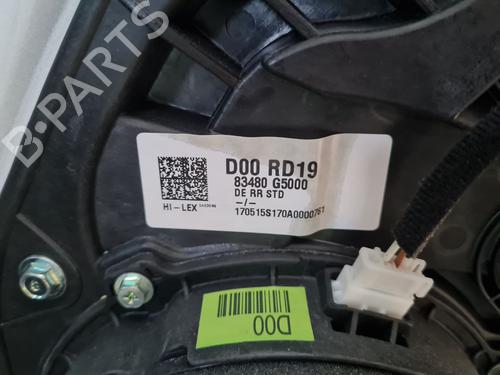 B-PARTS
D00 RD19
83480 G5000
DE RR STD
-/-
170515S170A0000751
HI-LEX
D00